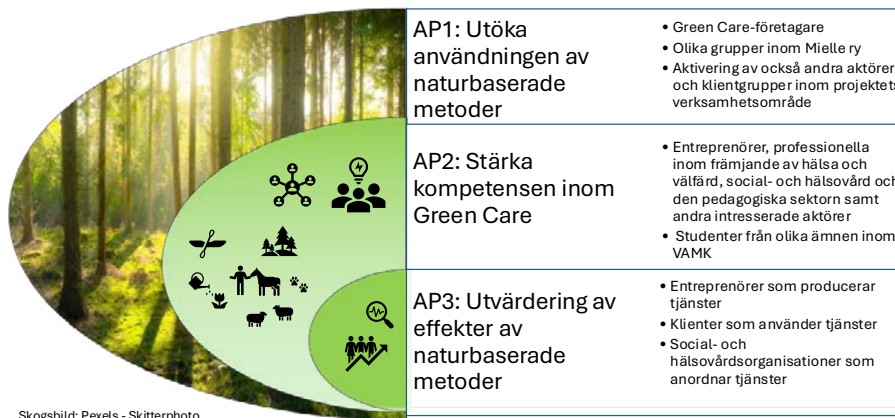 AP1: Utöka
användningen av
naturbaserade
metoder
• Green Care-företagare
• Olika grupper inom Mielle ry
• Aktivering av också andra aktörer
och klientgrupper inom projektets
verksamhetsområde
AP2: Stärka
kompetensen inom
Green Care
• Entreprenörer, professionella
inom främjande av hälsa och
välfärd, social- och hälsovård och
den pedagogiska sektorn samt
andra intresserade aktörer
• Studenter från olika ämnen inom
VAMK
AP3: Utvärdering av
effekter av
naturbaserade
metoder
• Entreprenörer som producerar
tjänster
• Klienter som använder tjänster
• Social- och
hälsovårdsorganisationer som
anordnar tjänster
Skogsbild: Pexels - Skitterphoto